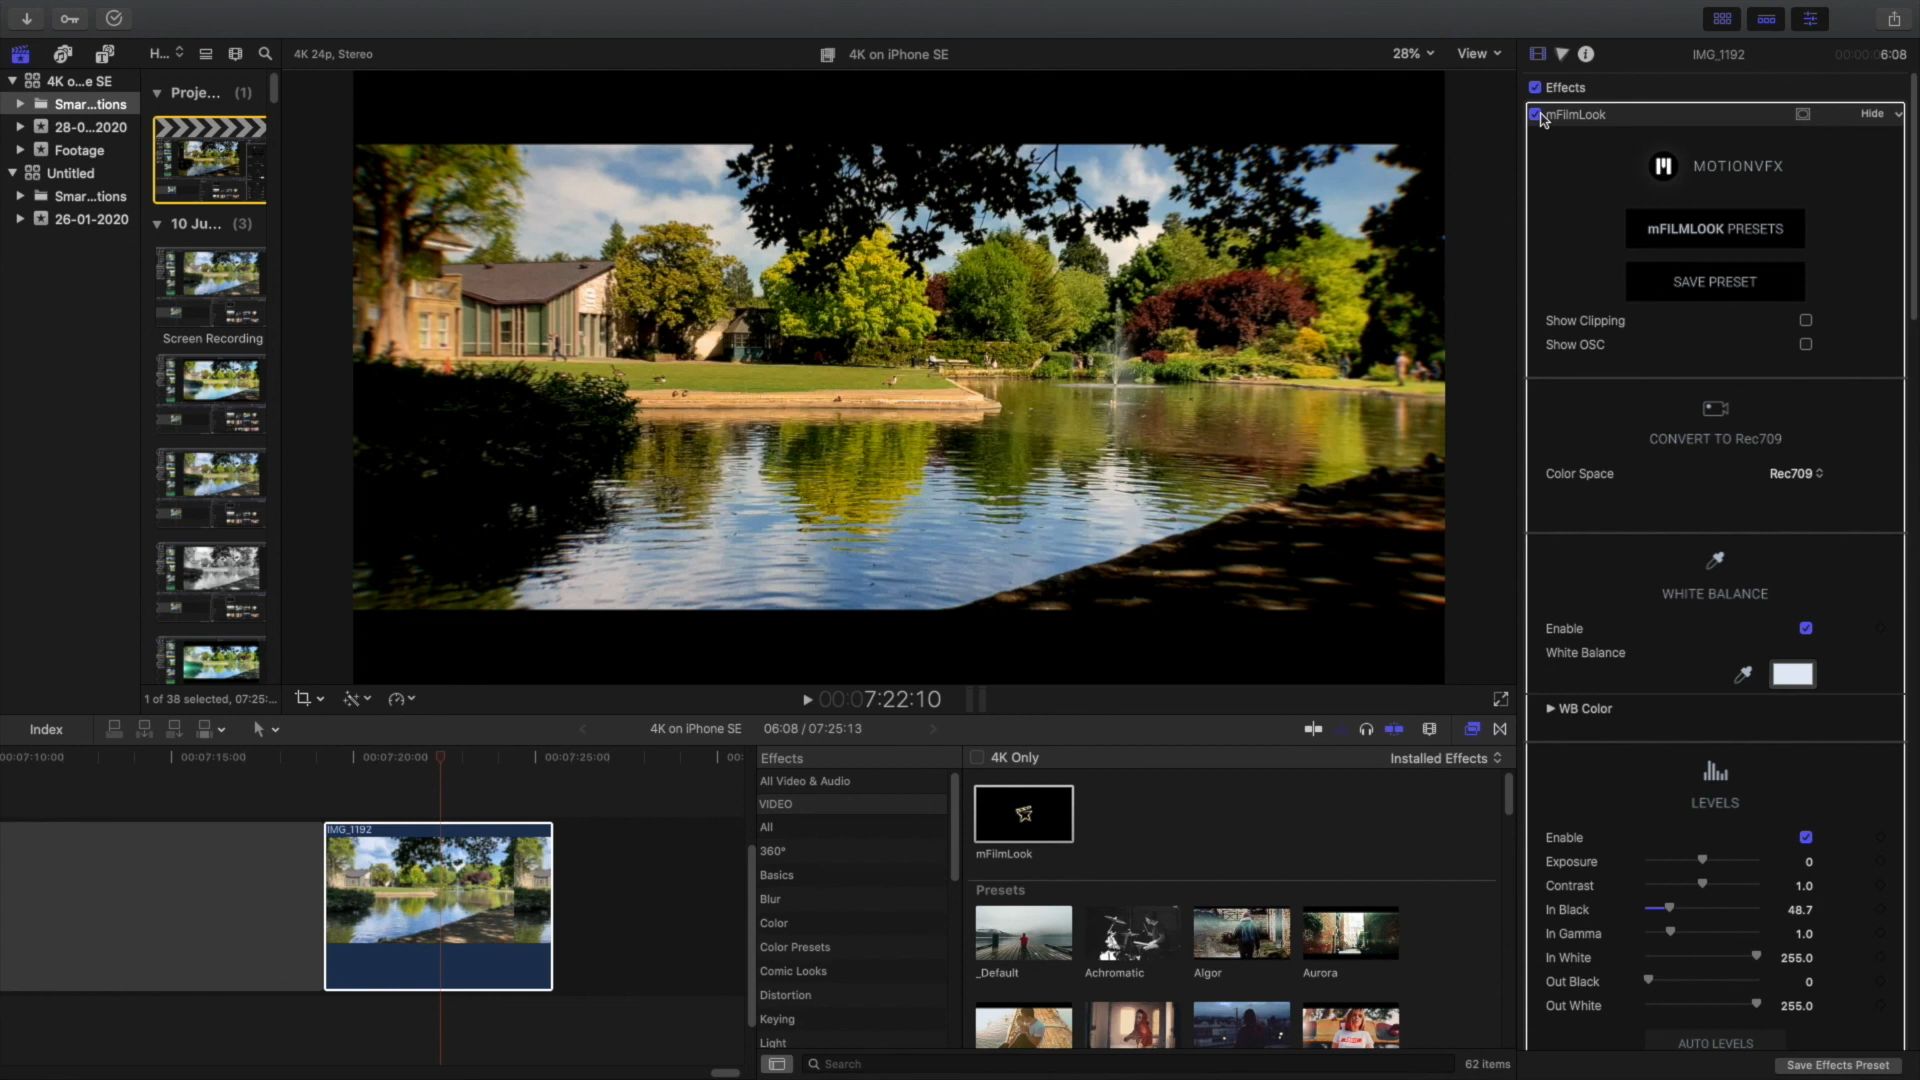 H...
4K 24p, Stereo
4K on iPhone SE
28%
View
IMG_1192
00:00:06:08
4K o...e SE
Smar...tions
28-0...2020
Footage
Untitled
Smar...tions
26-01-2020
Proje... (1)
10 Ju... (3)
Screen Recording
1 of 38 selected, 07:25:...
00:07:22:10
Effects
mFilmLook
Hide
MOTIONVFX
mFILMLOOK PRESETS
SAVE PRESET
Show Clipping
Show OSC
CONVERT TO Rec709
Color Space Rec709
WHITE BALANCE
Enable
White Balance
WB Color
LEVELS
Enable
Exposure 0
Contrast 1.0
In Black 48.7
In Gamma 1.0
In White 255.0
Out Black 0
Out White 255.0
AUTO LEVELS
Save Effects Preset
Index
4K on iPhone SE
06:08 / 07:25:13
00:07:10:00
00:07:15:00
00:07:20:00
00:07:25:00
00:
IMG_1192
Effects
All Video & Audio
VIDEO
All
360°
Basics
Blur
Color
Color Presets
Comic Looks
Distortion
Keying
Light
4K Only
Installed Effects
mFilmLook
Presets
_Default
Achromatic
Algor
Aurora
Search
62 items